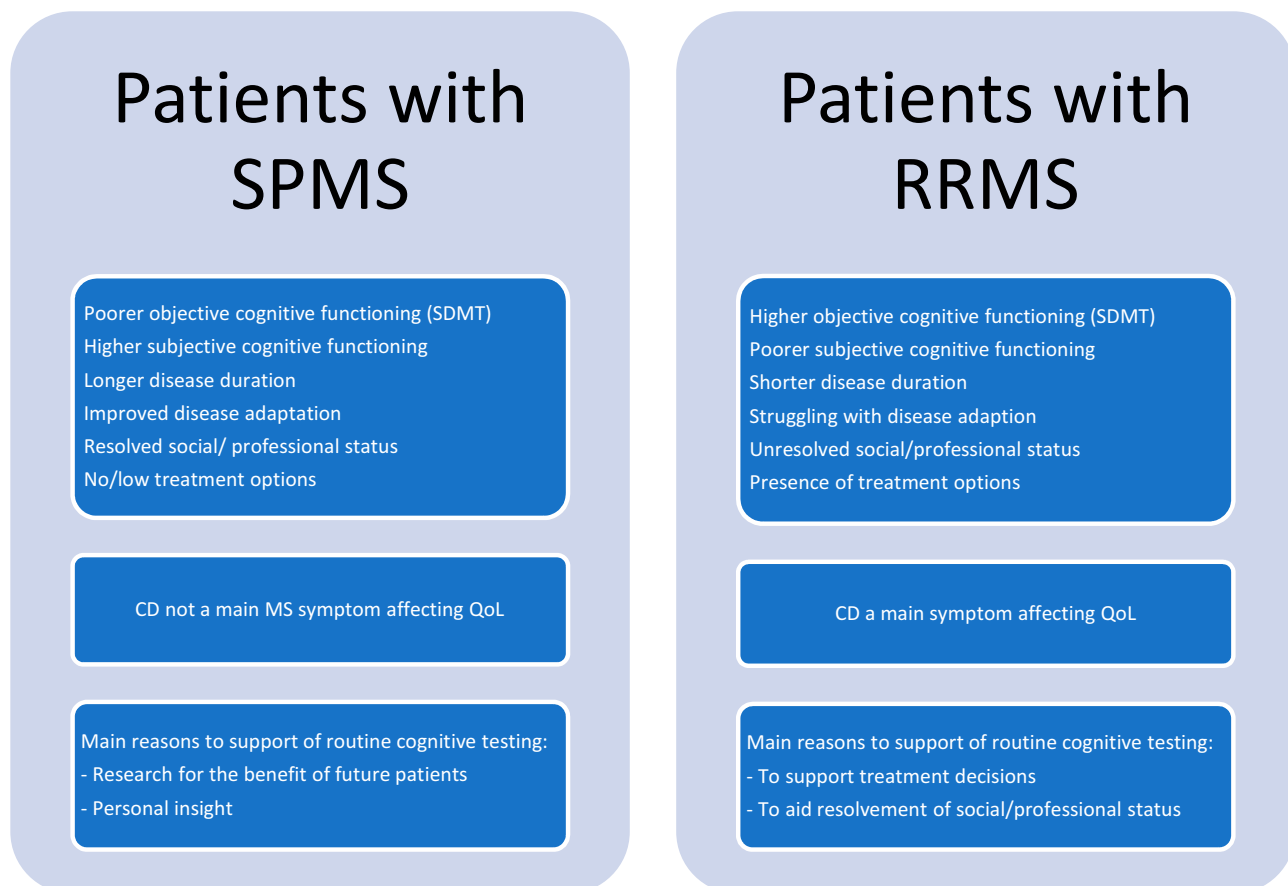 Patients with
SPMS
Poorer objective cognitive functioning (SDMT)
Higher subjective cognitive functioning
Longer disease duration
Improved disease adaptation
Resolved social/ professional status
No/low treatment options
CD not a main MS symptom affecting QoL
Main reasons to support of routine cognitive testing:
- Research for the benefit of future patients
- Personal insight
Patients with
RRMS
Higher objective cognitive functioning (SDMT)
Poorer subjective cognitive functioning
Shorter disease duration
Struggling with disease adaption
Unresolved social/professional status
Presence of treatment options
CD a main symptom affecting QoL
Main reasons to support of routine cognitive testing:
- To support treatment decisions
- To aid resolvement of social/professional status